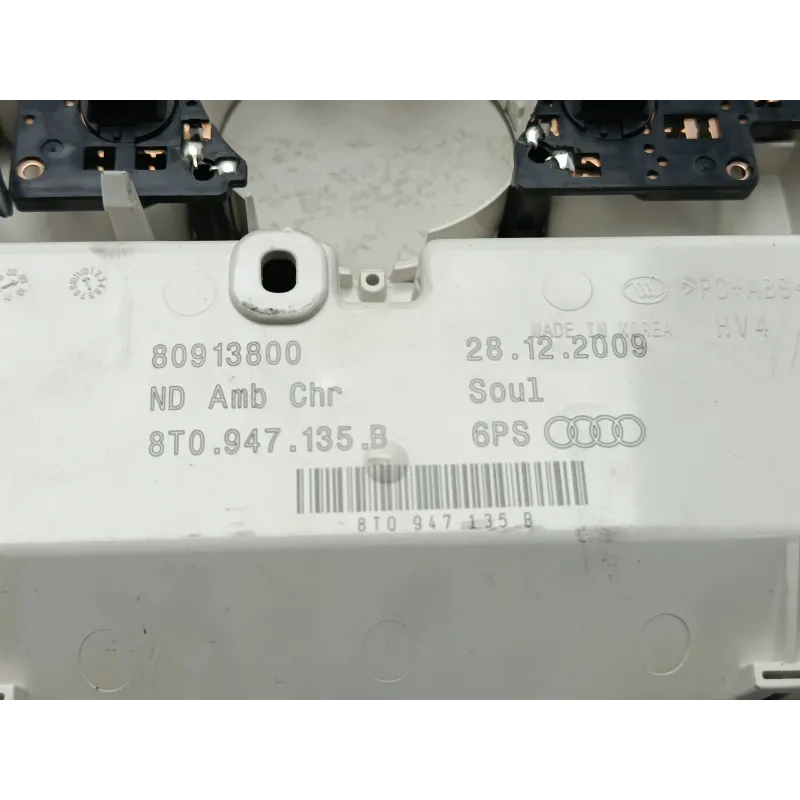 >PC+ABS<
MADE IN KOREA HV4
80913800 28.12.2009
ND Amb Chr Soul
8T0.947.135.B 6PS
8T0 947 135 B